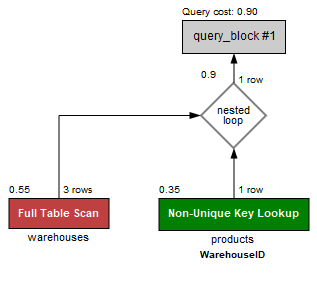 Query cost: 0.90
query_block #1
0.9
1 row
nested
loop
0.55
3 rows
0.35
1 row
Full Table Scan
Non-Unique Key Lookup
warehouses
products
WarehouseID